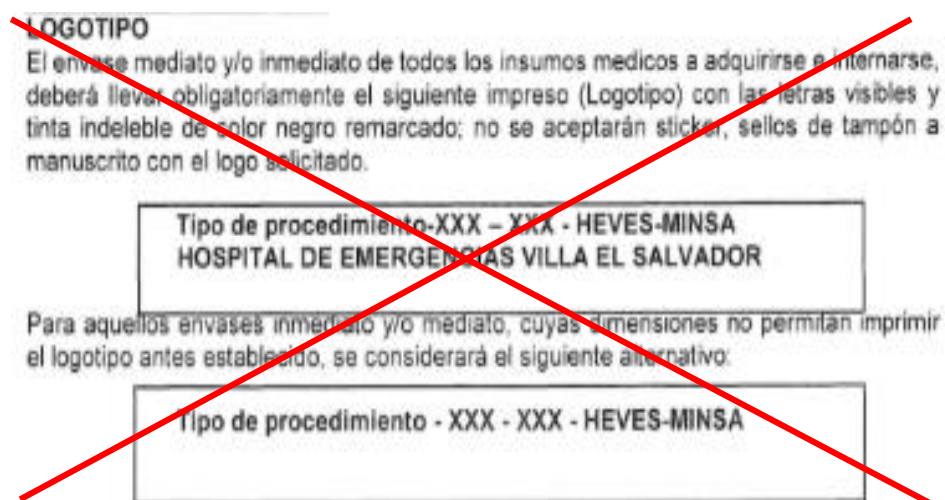 LOGOTIPO
El envase mediato y/o inmediato de todos los insumos medicos a adquirirse e internarse,
deberá llevar obligatoriamente el siguiente impreso (Logotipo) con las letras visibles y
tinta indeleble de color negro remarcado; no se aceptarán sticker, sellos de tampón a
manuscrito con el logo solicitado.
Tipo de procedimiento-XXX – XXX - HEVES-MINSA
HOSPITAL DE EMERGENCIAS VILLA EL SALVADOR
Para aquellos envases inmediato y/o mediato, cuyas dimensiones no permitan imprimir
el logotipo antes establecido, se considerará el siguiente alternativo:
Tipo de procedimiento - XXX - XXX - HEVES-MINSA